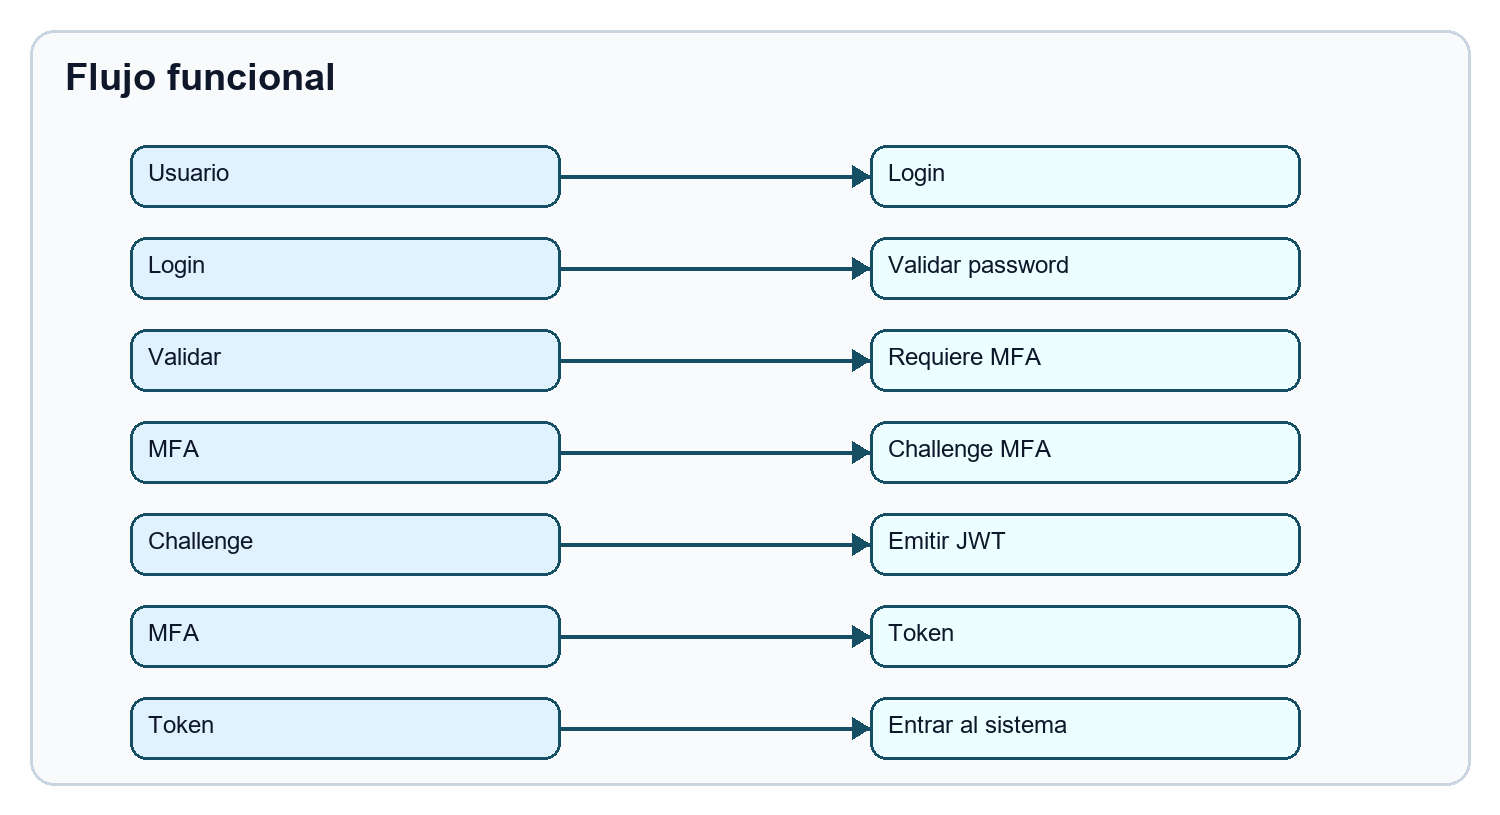 Flujo funcional
Usuario
Login
Login
Validar password
Validar
Requiere MFA
MFA
Challenge MFA
Challenge
Emitir JWT
MFA
Token
Token
Entrar al sistema